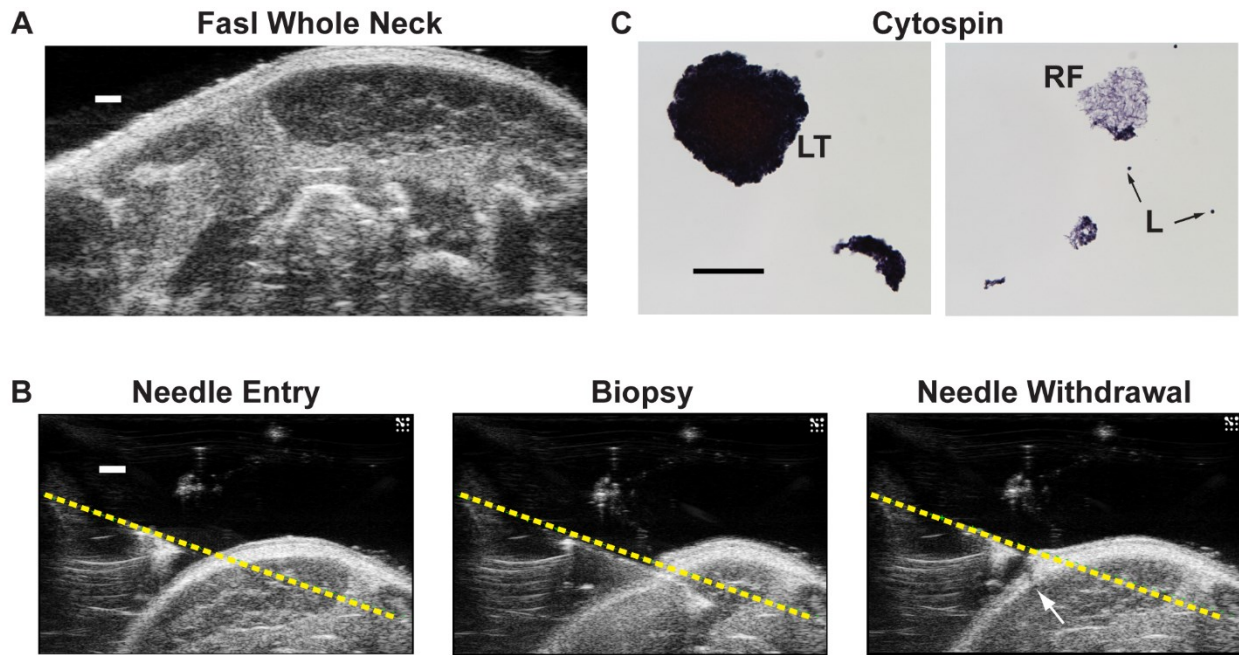 A
Fasl Whole Neck
C
Cytospin
LT
RF
L
B
Needle Entry
Biopsy
Needle Withdrawal